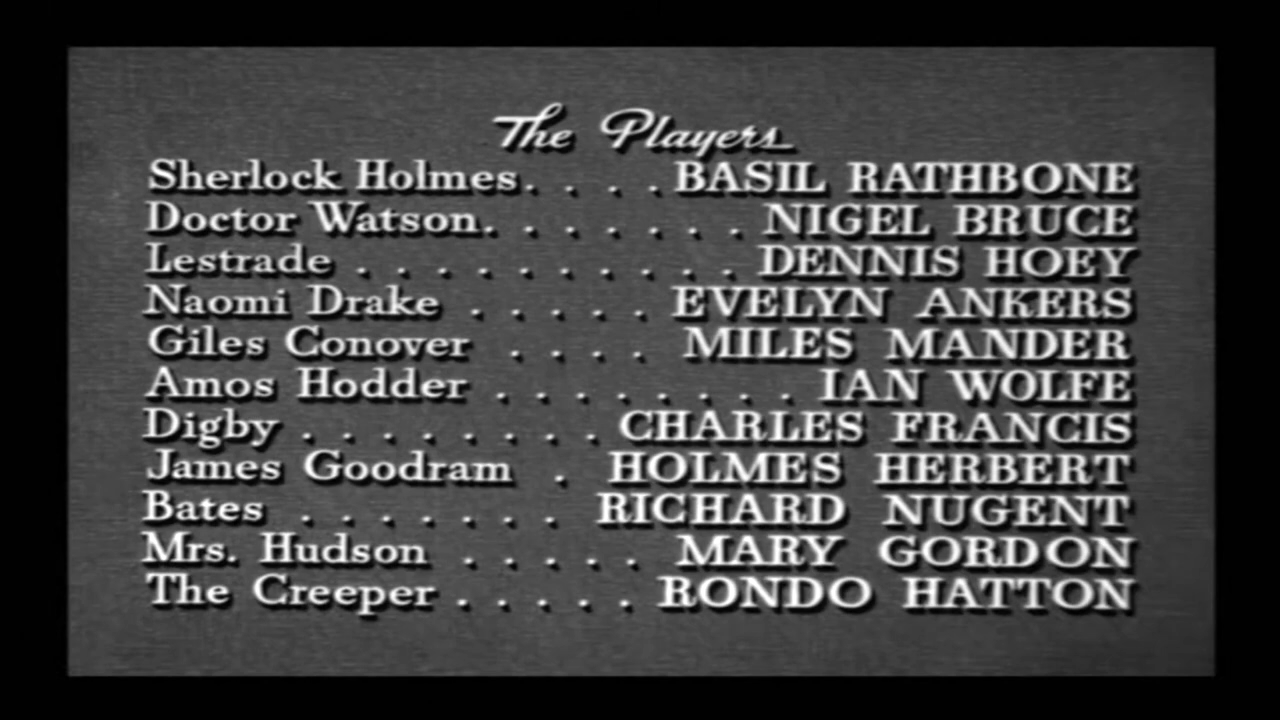 The Players
Sherlock Holmes. . . . BASIL RATHBONE
Doctor Watson. . . . . . . NIGEL BRUCE
Lestrade . . . . . . . . . . DENNIS HOEY
Naomi Drake . . . . . EVELYN ANKERS
Giles Conover . . . . MILES MANDER
Amos Hodder . . . . . . . . IAN WOLFE
Digby . . . . . . . . CHARLES FRANCIS
James Goodram . HOLMES HERBERT
Bates . . . . . . . RICHARD NUGENT
Mrs. Hudson . . . . . MARY GORDON
The Creeper . . . . . RONDO HATTON